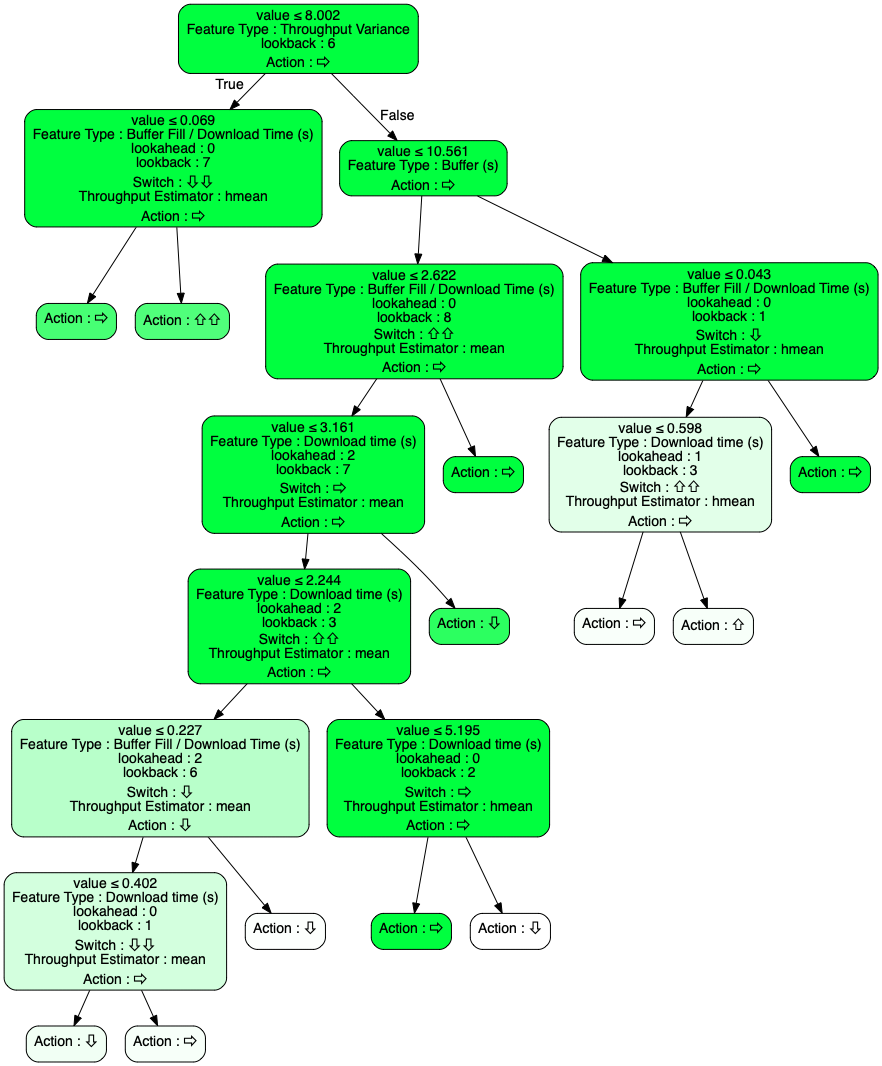 value ≤ 8.002
Feature Type : Throughput Variance
lookback : 6
Action : ⇨
True
False
value ≤ 0.069
Feature Type : Buffer Fill / Download Time (s)
lookahead : 0
lookback : 7
Switch : ⇩⇩
Throughput Estimator : hmean
Action : ⇨
value ≤ 10.561
Feature Type : Buffer (s)
Action : ⇨
Action : ⇨
Action : ⇧⇧
value ≤ 2.622
Feature Type : Buffer Fill / Download Time (s)
lookahead : 0
lookback : 8
Switch : ⇧⇧
Throughput Estimator : mean
Action : ⇨
value ≤ 0.043
Feature Type : Buffer Fill / Download Time (s)
lookahead : 0
lookback : 1
Switch : ⇩
Throughput Estimator : hmean
Action : ⇨
value ≤ 3.161
Feature Type : Download time (s)
lookahead : 2
lookback : 7
Switch : ⇨
Throughput Estimator : mean
Action : ⇨
Action : ⇨
value ≤ 0.598
Feature Type : Download time (s)
lookahead : 1
lookback : 3
Switch : ⇧⇧
Throughput Estimator : hmean
Action : ⇨
Action : ⇨
value ≤ 2.244
Feature Type : Download time (s)
lookahead : 2
lookback : 3
Switch : ⇧⇧
Throughput Estimator : mean
Action : ⇨
Action : ⇩
Action : ⇨
Action : ⇧
value ≤ 0.227
Feature Type : Buffer Fill / Download Time (s)
lookahead : 2
lookback : 6
Switch : ⇩
Throughput Estimator : mean
Action : ⇩
value ≤ 5.195
Feature Type : Download time (s)
lookahead : 0
lookback : 2
Switch : ⇨
Throughput Estimator : hmean
Action : ⇨
value ≤ 0.402
Feature Type : Download time (s)
lookahead : 0
lookback : 1
Switch : ⇩⇩
Throughput Estimator : mean
Action : ⇨
Action : ⇩
Action : ⇨
Action : ⇩
Action : ⇩
Action : ⇨